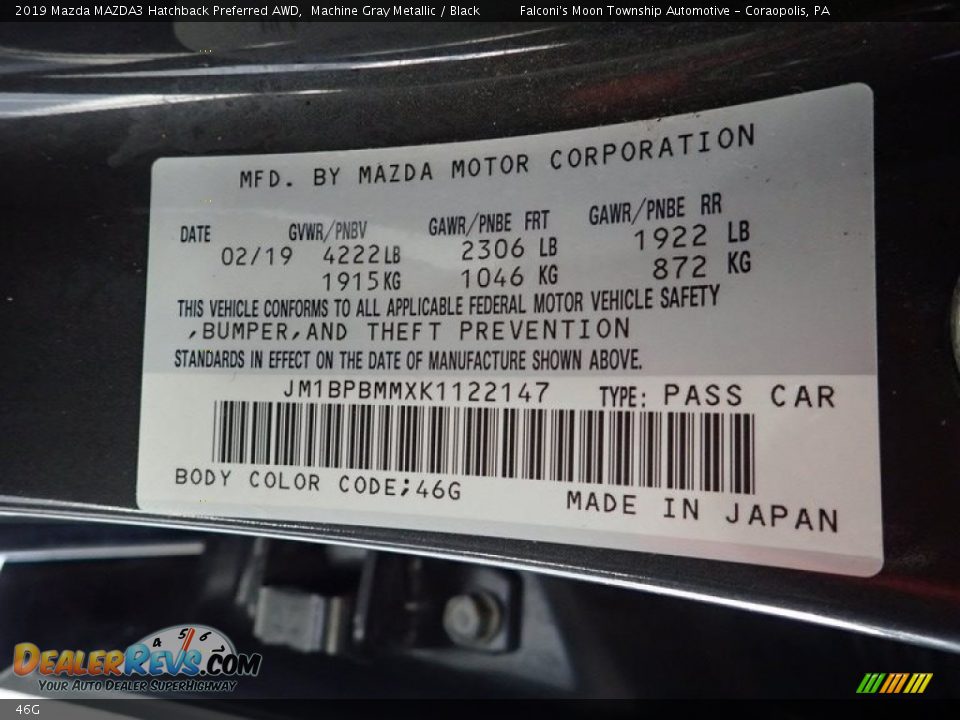 2019 Mazda MAZDA3 Hatchback Preferred AWD, Machine Gray Metallic / Black Falconi's Moon Township Automotive - Coraopolis, PA
MFD. BY MAZDA MOTOR CORPORATION
DATE GVWR/PNBV GAWR/PNBE FRT GAWR/PNBE RR
02/19 4222LB 2306 LB 1922 LB
1915KG 1046 KG 872 KG
THIS VEHICLE CONFORMS TO ALL APPLICABLE FEDERAL MOTOR VEHICLE SAFETY
,BUMPER,AND THEFT PREVENTION
STANDARDS IN EFFECT ON THE DATE OF MANUFACTURE SHOWN ABOVE.
JM1BPBMMXK1122147 TYPE: PASS CAR
BODY COLOR CODE;46G
MADE IN JAPAN
4 5 6
DEALERREVS.COM
YOUR AUTO DEALER SUPERHIGHWAY
46G